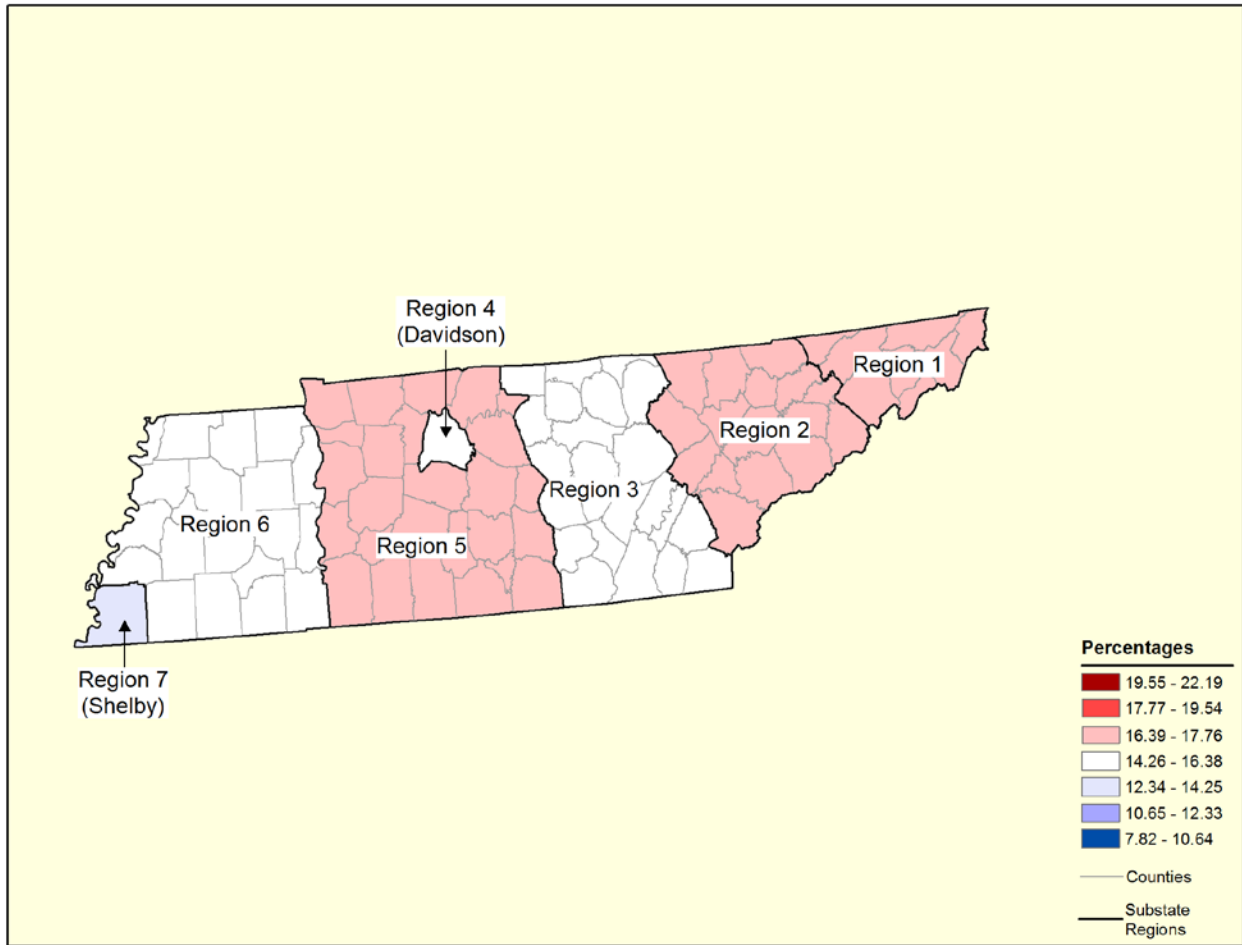 Region 4
(Davidson)
Region 1
Region 2
Region 3
Region 6
Region 5
Region 7
(Shelby)
Percentages
19.55 - 22.19
17.77 - 19.54
16.39 - 17.76
14.26 - 16.38
12.34 - 14.25
10.65 - 12.33
7.82 - 10.64
Counties
Substate
Regions